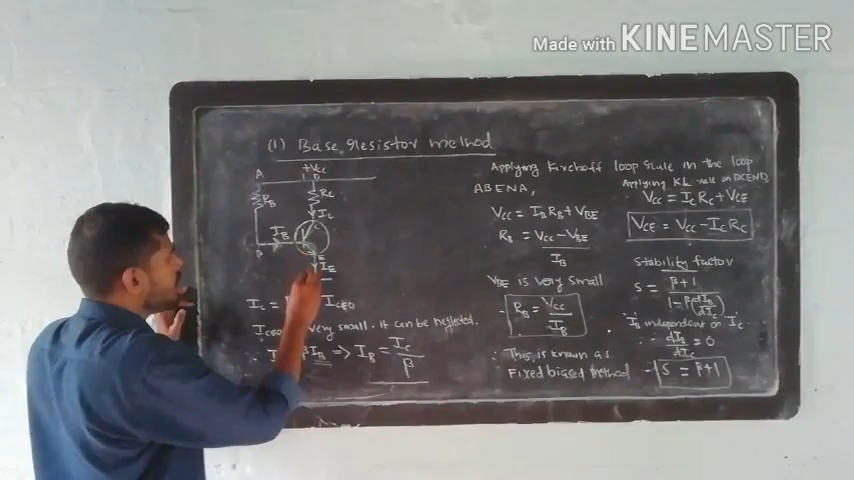 Made with KINEMASTER
(1) Base resistor method
A +VCC D
RB RC
IC
IB C
B E
IE
IC = ICEO
ICEO very small. It can be neglected.
∴ I βIB => IB = IC/β
Applying Kirchoff loop rule in the loop
ABENA,
VCC = IBRB + VBE
RB = VCC - VBE / IB
VBE is very small
RB = VCC / IB
∴ This is known as
Fixed biased method
Applying KL rule on DCEND,
VCC = ICRC + VCE
VCE = VCC - ICRC
Stability factor
S = β+1 / 1-β(dIB/dIC)
∵ IB independent on IC
∴ dIB/dIC = 0
S = β+1